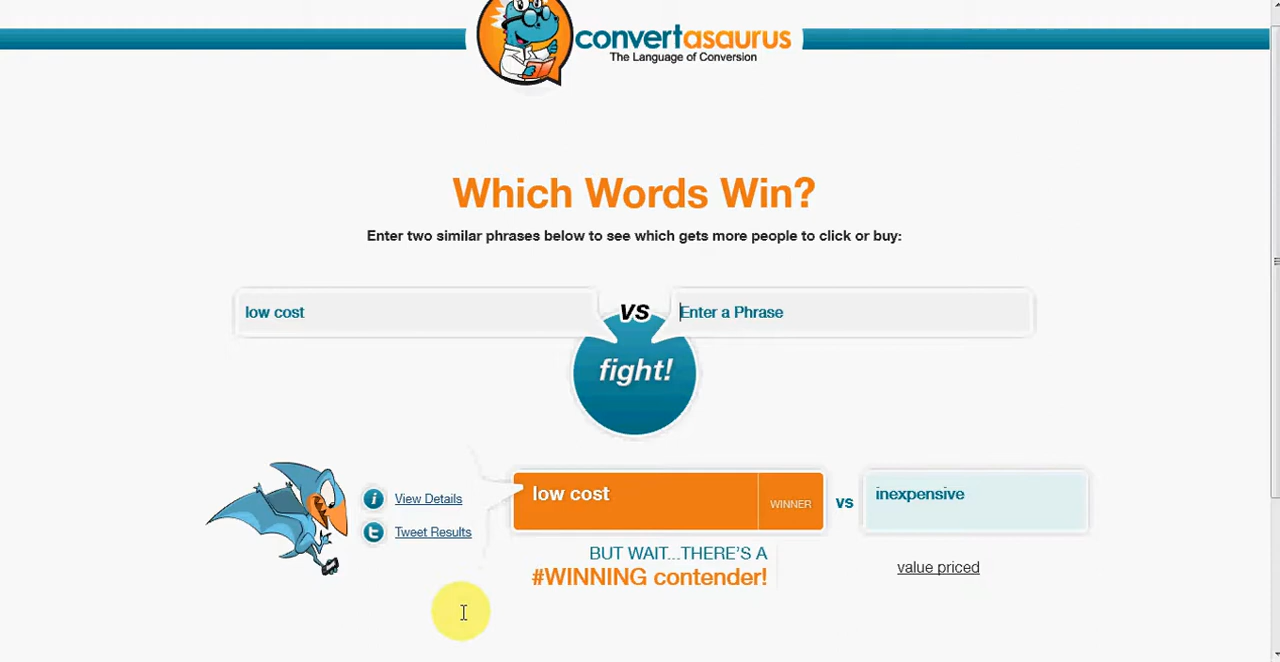 convertasaurus
The Language of Conversion
Which Words Win?
Enter two similar phrases below to see which gets more people to click or buy:
low cost
vs
Enter a Phrase
fight!
i View Details
t Tweet Results
low cost
WINNER
vs
inexpensive
BUT WAIT...THERE'S A
#WINNING contender!
value priced